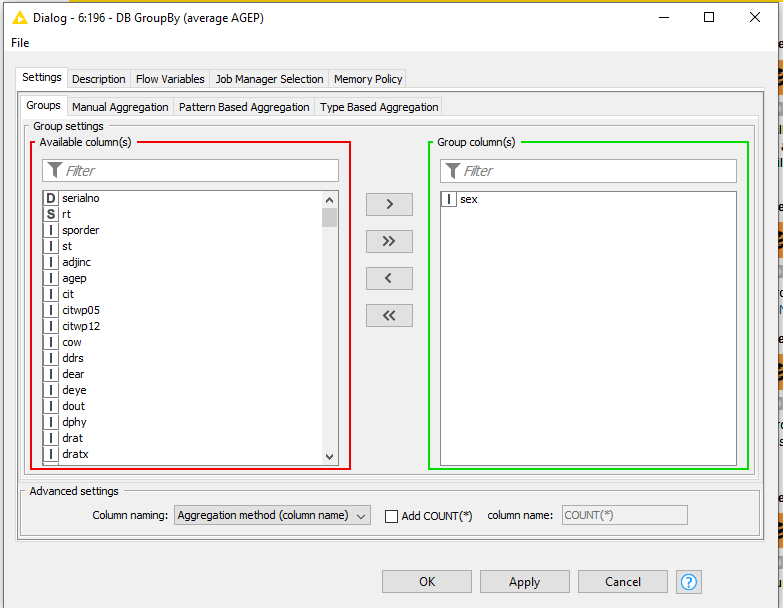 Dialog - 6:196 - DB GroupBy (average AGEP)
File
Settings Description Flow Variables Job Manager Selection Memory Policy
Groups Manual Aggregation Pattern Based Aggregation Type Based Aggregation
Group settings
Available column(s) Group column(s)
Filter Filter
D serialno I sex
S rt
I sporder
I st
I adjinc
I agep
I cit
I citwp05
I citwp12
I cow
I ddrs
I dear
I deye
I dout
I dphy
I drat
I dratx
> 
>>
<
<<
Advanced settings
Column naming: Aggregation method (column name) Add COUNT(*) column name: COUNT(*)
OK Apply Cancel ?